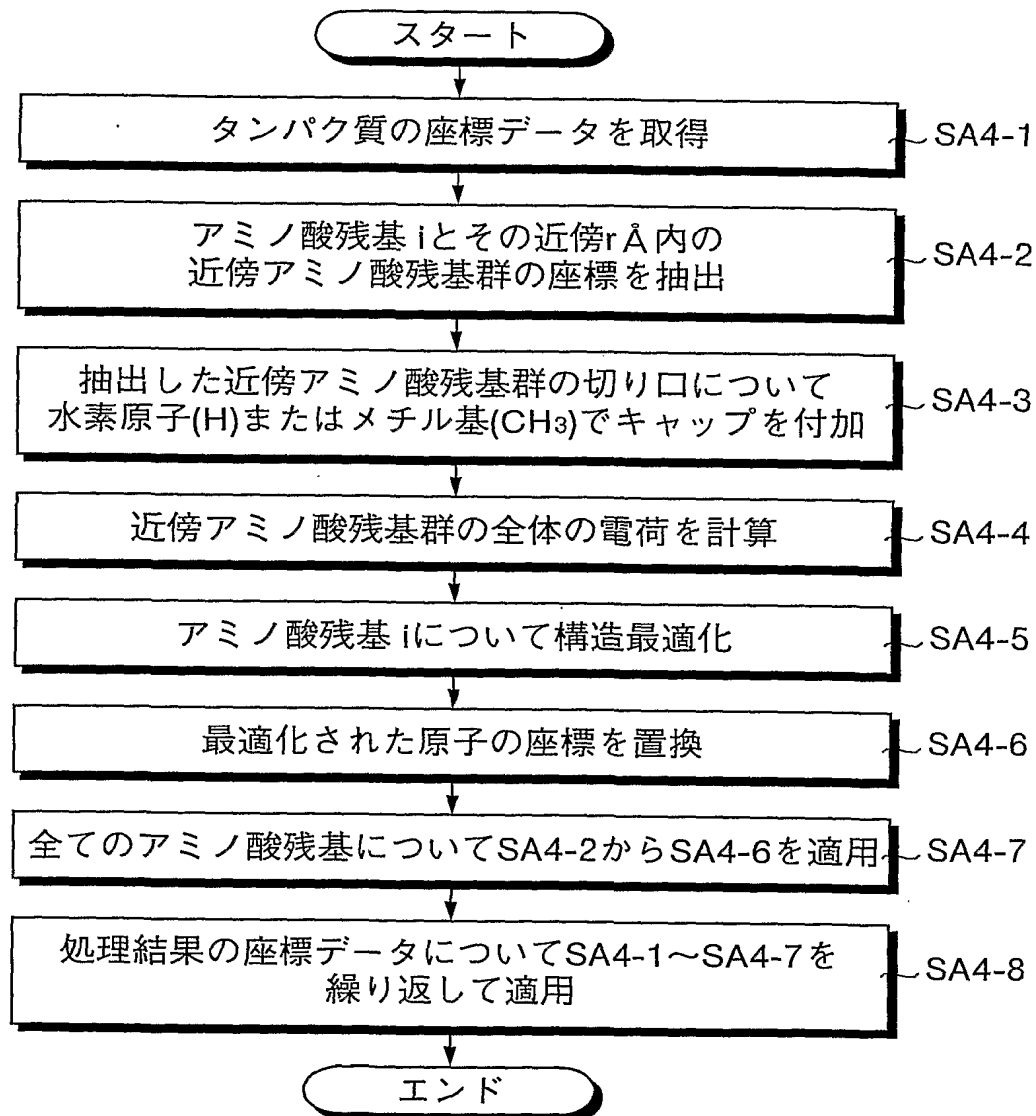 スタート
タンパク質の座標データを取得
SA4-1
アミノ酸残基 iとその近傍rÅ内の
近傍アミノ酸残基群の座標を抽出
SA4-2
抽出した近傍アミノ酸残基群の切り口について
水素原子(H)またはメチル基(CH3)でキャップを付加
SA4-3
近傍アミノ酸残基群の全体の電荷を計算
SA4-4
アミノ酸残基 iについて構造最適化
SA4-5
最適化された原子の座標を置換
SA4-6
全てのアミノ酸残基についてSA4-2からSA4-6を適用
SA4-7
処理結果の座標データについてSA4-1～SA4-7を
繰り返して適用
SA4-8
エンド